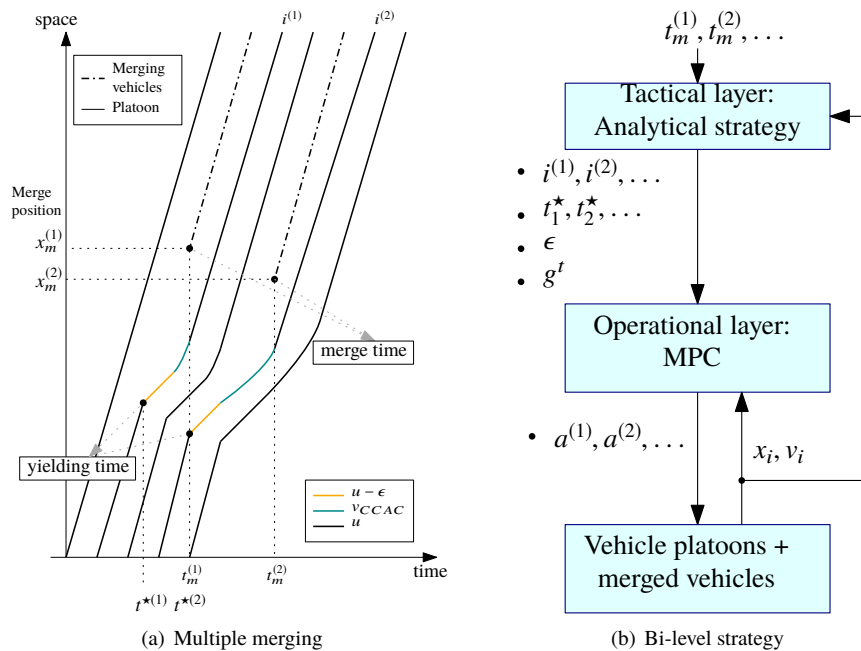 space
i^{(1)}
i^{(2)}
Merging
vehicles
Platoon
Merge
position
x_m^{(1)}
x_m^{(2)}
merge time
yielding time
u − ϵ
v_{CCAC}
u
time
t_m^{(1)}
t_m^{(2)}
t^{★(1)}
t^{★(2)}
(a) Multiple merging
t_m^{(1)}, t_m^{(2)}, . . .
Tactical layer:
Analytical strategy
• i^{(1)}, i^{(2)}, . . .
• t_1^★, t_2^★, . . .
• ϵ
• g^t
Operational layer:
MPC
• a^{(1)}, a^{(2)}, . . .
x_i, v_i
Vehicle platoons +
merged vehicles
(b) Bi-level strategy